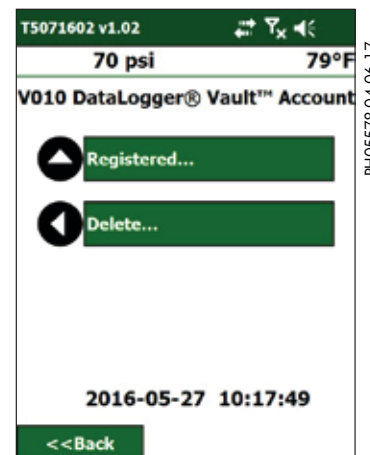 T5071602 v1.02
70 psi 79°F
V010 DataLogger® Vault™ Account
Registered...
Delete...
2016-05-27 10:17:49
<<Back